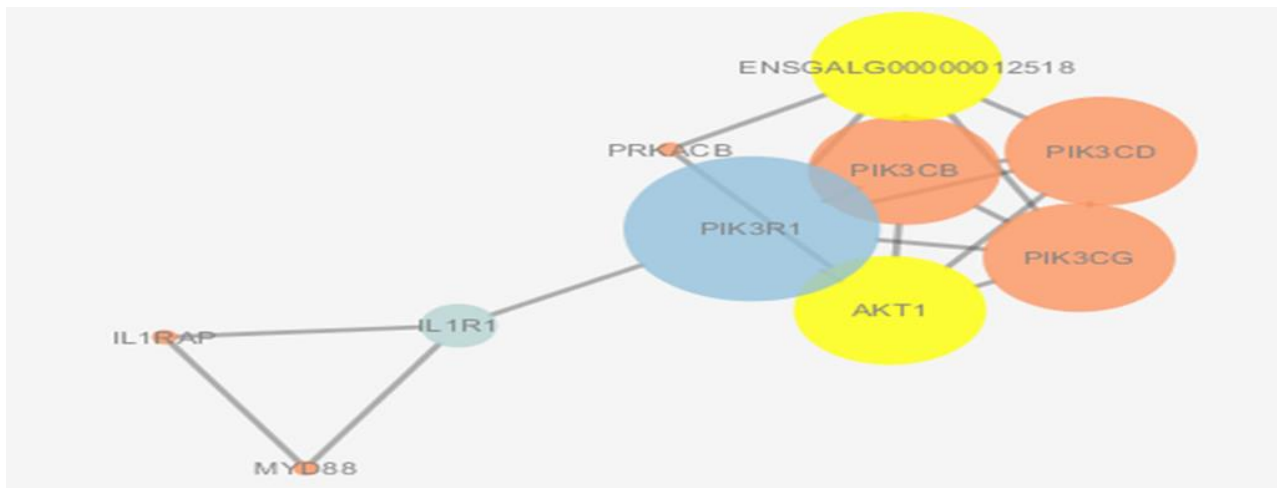 ENSGALG00000012518
PRKACB
PIK3CB
PIK3CD
PIK3R1
PIK3CG
AKT1
IL1R1
IL1RAP
MYD88